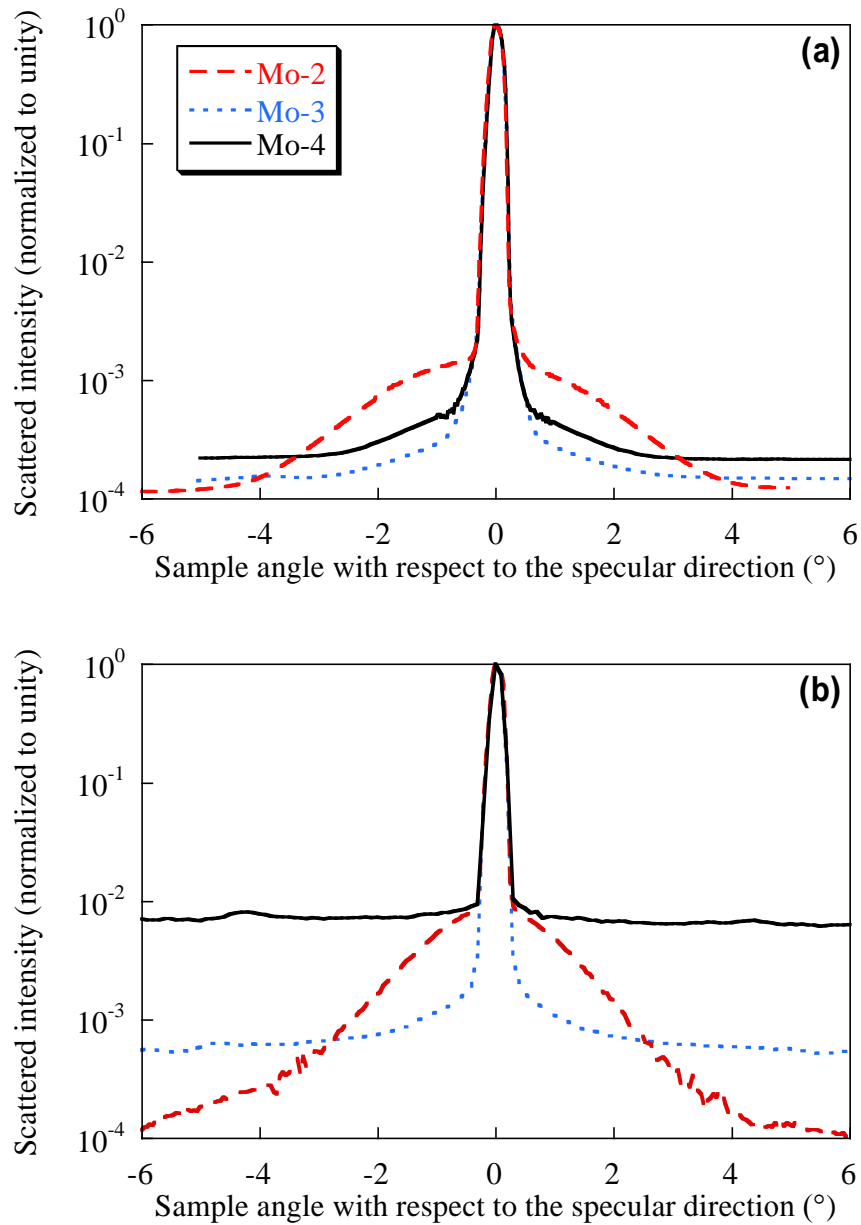 (a)
Mo-2
Mo-3
Mo-4
Scattered intensity (normalized to unity)
10^0
10^-1
10^-2
10^-3
10^-4
-6 -4 -2 0 2 4 6
Sample angle with respect to the specular direction (°)
(b)
Scattered intensity (normalized to unity)
10^0
10^-1
10^-2
10^-3
10^-4
-6 -4 -2 0 2 4 6
Sample angle with respect to the specular direction (°)